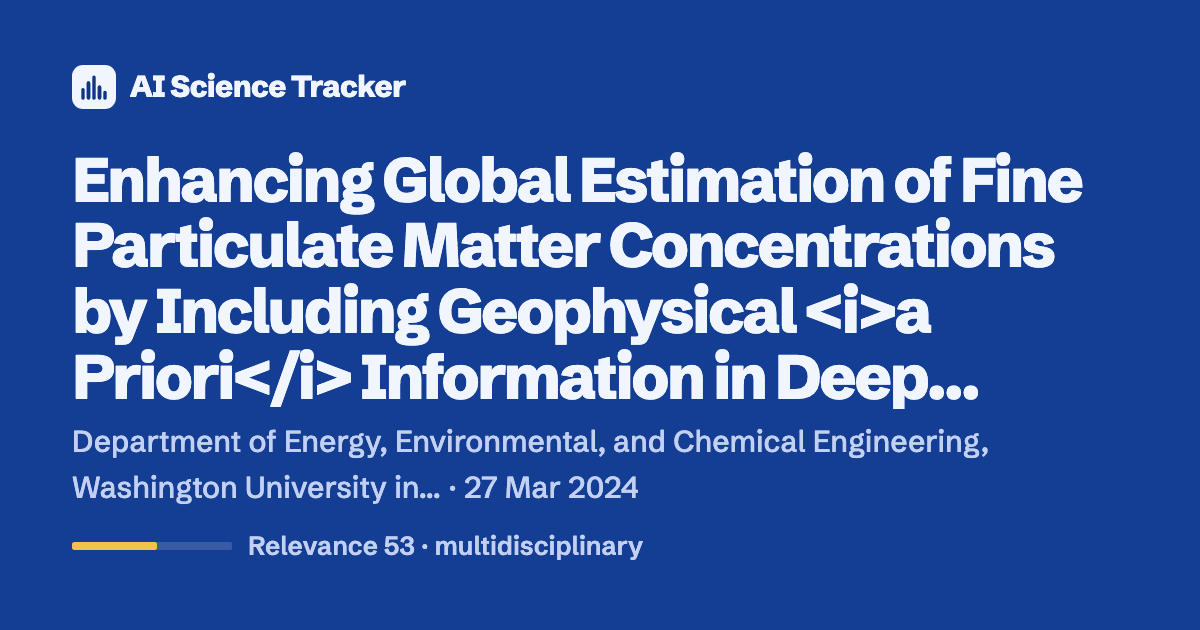 AI Science Tracker
Enhancing Global Estimation of Fine
Particulate Matter Concentrations
by Including Geophysical <i>a
Priori</i> Information in Deep...
Department of Energy, Environmental, and Chemical Engineering,
Washington University in... · 27 Mar 2024
Relevance 53 · multidisciplinary